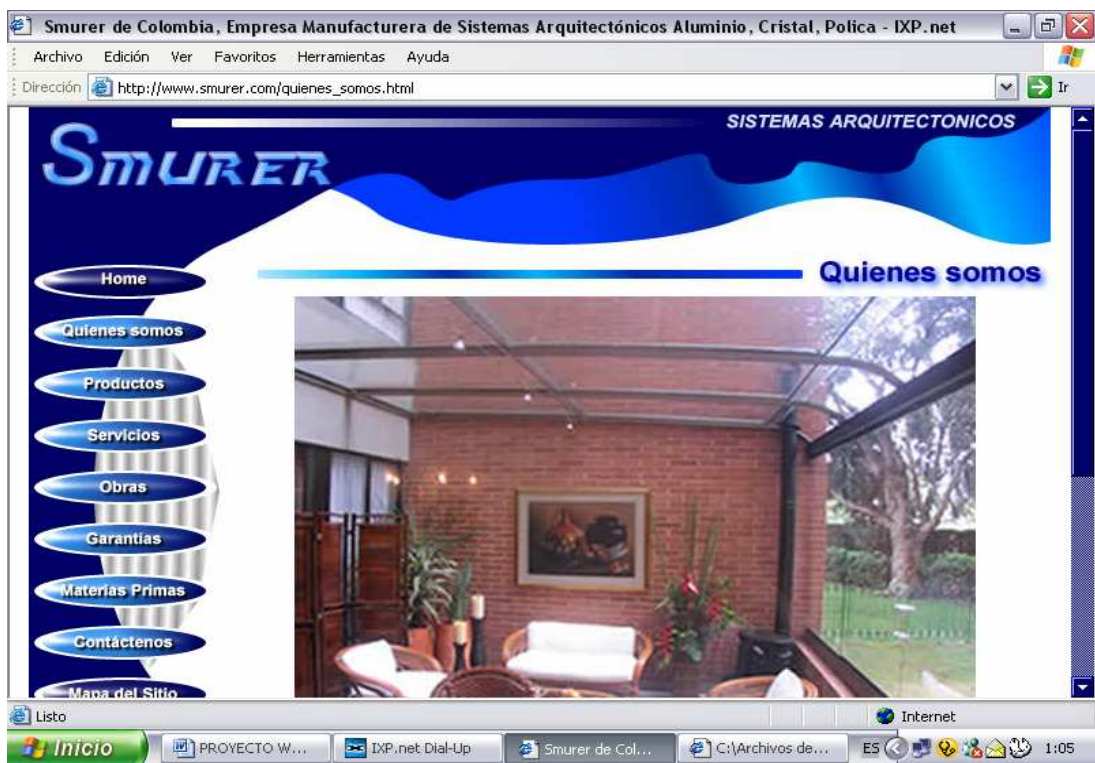 Smurer de Colombia, Empresa Manufacturera de Sistemas Arquitectónicos Aluminio, Cristal, Polica - IXP.net
Archivo Edición Ver Favoritos Herramientas Ayuda
Dirección http://www.smurer.com/quienes_somos.html Ir
SISTEMAS ARQUITECTONICOS
SMURER
Quienes somos
Home
Quienes somos
Productos
Servicios
Obras
Garantias
Materias Primas
Contáctenos
Mapa del Sitio
Listo Internet
Inicio PROYECTO W... IXP.net Dial-Up Smurer de Col... C:\Archivos de... ES 1:05